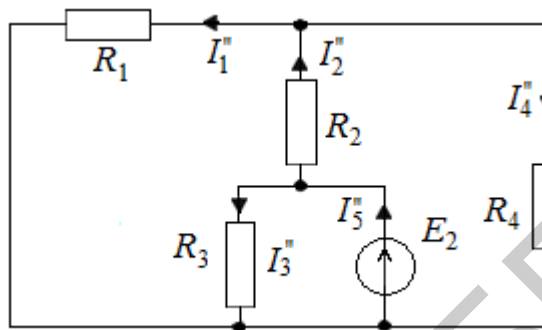 R₁ I₁" I₂" I₄"
R₂
R₃ I₃" I₅" E₂ R₄